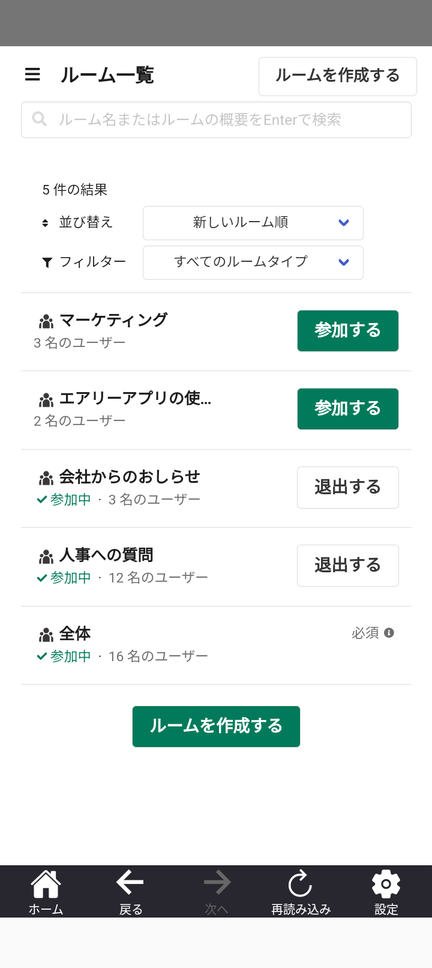 ルーム一覧
ルームを作成する
ルーム名またはルームの概要をEnterで検索
5 件の結果
並び替え
新しいルーム順
フィルター
すべてのルームタイプ
マーケティング
3 名のユーザー
参加する
エアリーアプリの使...
2 名のユーザー
参加する
会社からのおしらせ
参加中 · 3 名のユーザー
退出する
人事への質問
参加中 · 12 名のユーザー
退出する
全体
参加中 · 16 名のユーザー
必須
ルームを作成する
ホーム
戻る
次へ
再読み込み
設定